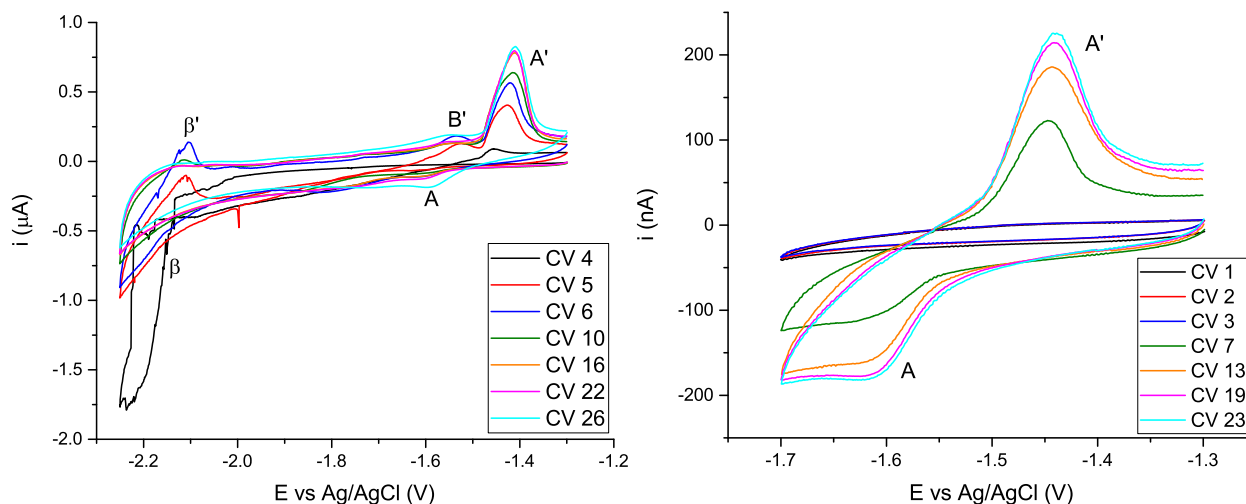 1.0
0.5
0.0
-0.5
-1.0
-1.5
-2.0
i (μA)
-2.2
-2.0
-1.8
-1.6
-1.4
-1.2
E vs Ag/AgCl (V)
β'
β
B'
A'
A
CV 4
CV 5
CV 6
CV 10
CV 16
CV 22
CV 26
200
100
0
-100
-200
i (nA)
-1.7
-1.6
-1.5
-1.4
-1.3
E vs Ag/AgCl (V)
A'
A
CV 1
CV 2
CV 3
CV 7
CV 13
CV 19
CV 23